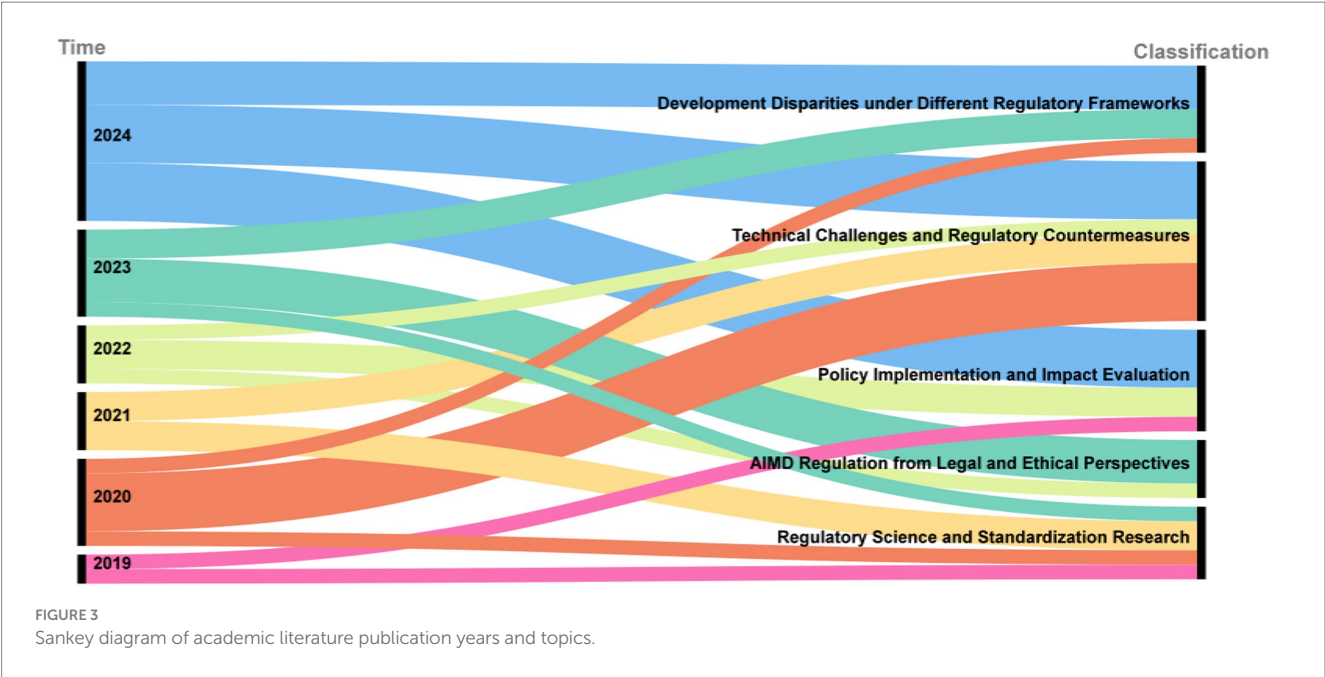 Time
Classification
2024
2023
2022
2021
2020
2019
Development Disparities under Different Regulatory Frameworks
Technical Challenges and Regulatory Countermeasures
Policy Implementation and Impact Evaluation
AIMD Regulation from Legal and Ethical Perspectives
Regulatory Science and Standardization Research
FIGURE 3
Sankey diagram of academic literature publication years and topics.